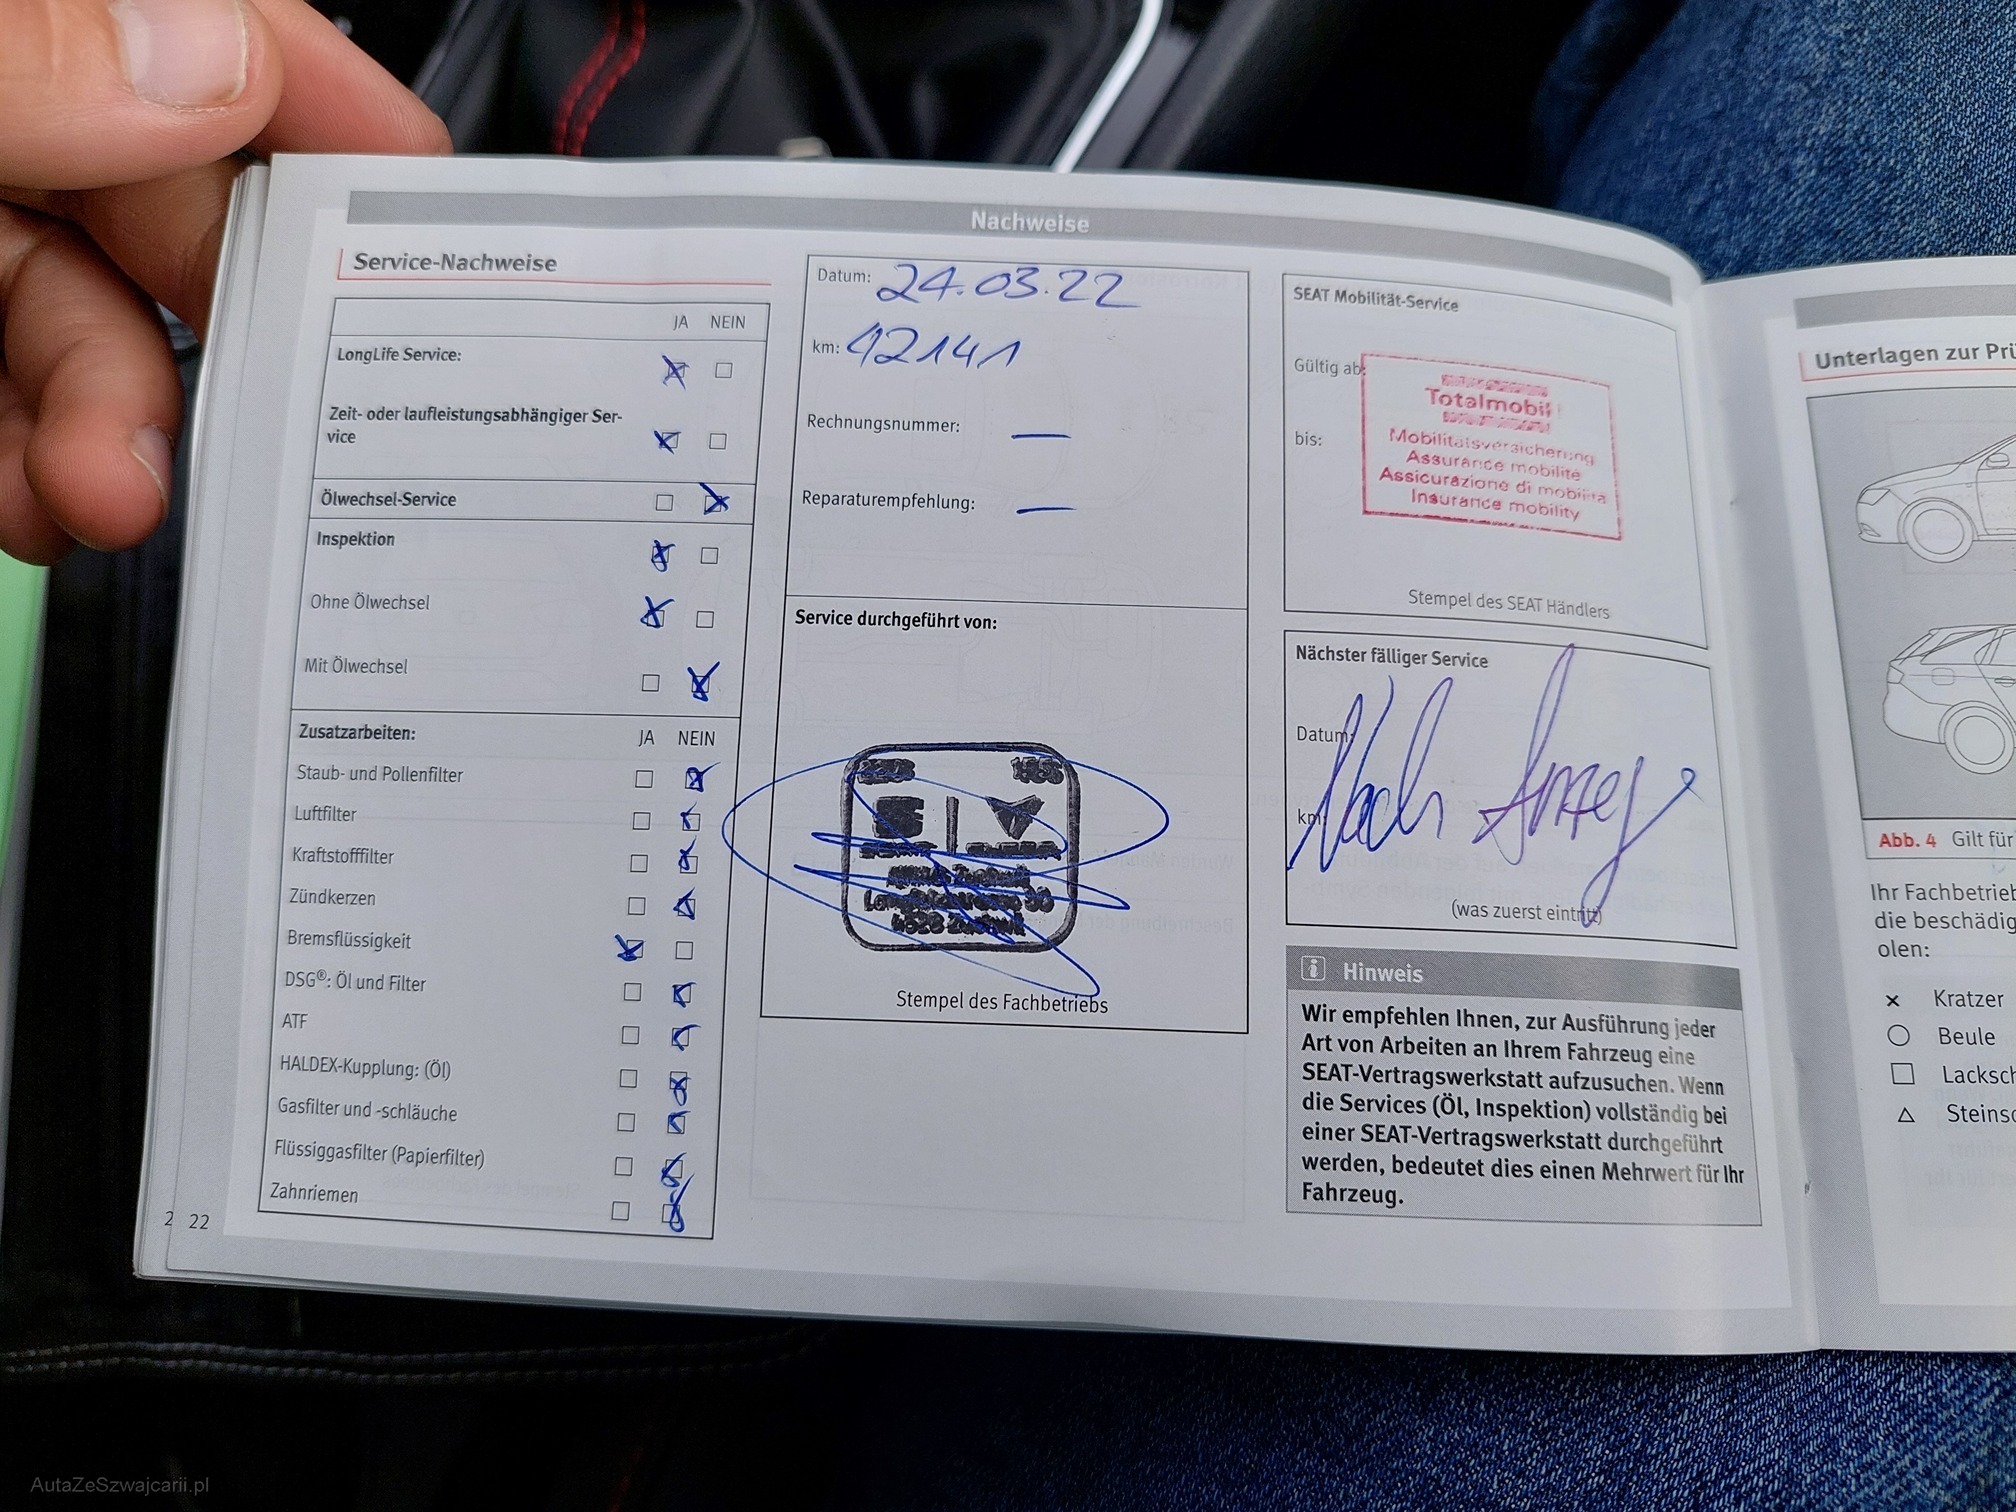 Nachweise
Service-Nachweise
JA NEIN
LongLife Service:
Zeit- oder laufleistungsabhängiger Ser-
vice
Ölwechsel-Service
Inspektion
Ohne Ölwechsel
Mit Ölwechsel
Zusatzarbeiten: JA NEIN
Staub- und Pollenfilter
Luftfilter
Kraftstofffilter
Zündkerzen
Bremsflüssigkeit
DSG®: Öl und Filter
ATF
HALDEX-Kupplung: (Öl)
Gasfilter und -schläuche
Flüssiggasfilter (Papierfilter)
Zahnriemen
2 22
Datum: 24.03.22
km: 42141
Rechnungsnummer: —
Reparaturempfehlung: —
Service durchgeführt von:
Stempel des Fachbetriebs
SEAT Mobilität-Service
Gültig ab:
bis:
Totalmobil
Mobilitätsversicherung
Assurance mobilité
Assicurazione di mobilità
Insurance mobility
Stempel des SEAT Händlers
Nächster fälliger Service
Datum:
km:
Nach
(was zuerst eintritt)
i Hinweis
Wir empfehlen Ihnen, zur Ausführung jeder
Art von Arbeiten an Ihrem Fahrzeug eine
SEAT-Vertragswerkstatt aufzusuchen. Wenn
die Services (Öl, Inspektion) vollständig bei
einer SEAT-Vertragswerkstatt durchgeführt
werden, bedeutet dies einen Mehrwert für Ihr
Fahrzeug.
Unterlagen zur Prü
Abb. 4 Gilt für
Ihr Fachbetrieb
die beschädig
olen:
Kratzer
Beule
Lacksch
Steinsc
AutaZeSzwajcarii.pl